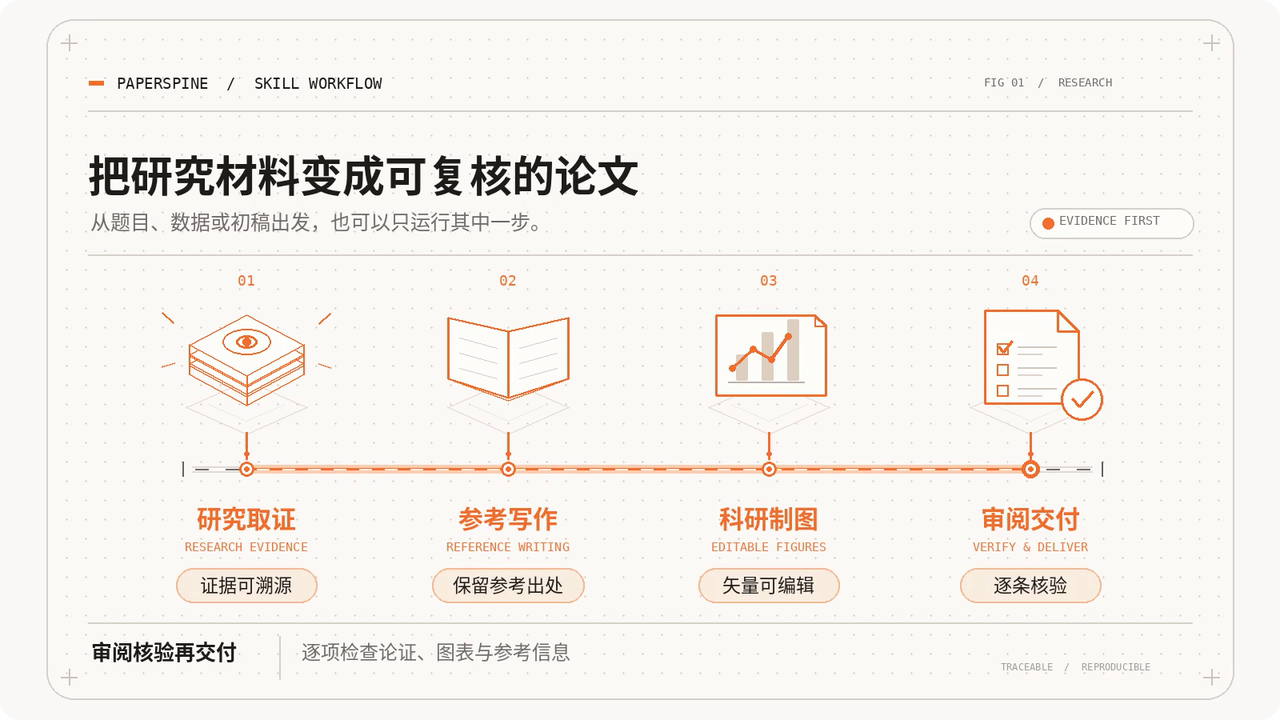 PAPERSPINE / SKILL WORKFLOW
FIG 01 / RESEARCH
把研究材料变成可复核的论文
从题目、数据或初稿出发，也可以只运行其中一步。
EVIDENCE FIRST
01
02
03
04
研究取证
参考写作
科研制图
审阅交付
RESEARCH EVIDENCE
REFERENCE WRITING
EDITABLE FIGURES
VERIFY & DELIVER
证据可溯源
保留参考出处
矢量可编辑
逐条核验
审阅核验再交付
逐项检查论证、图表与参考信息
TRACEABLE / REPRODUCIBLE